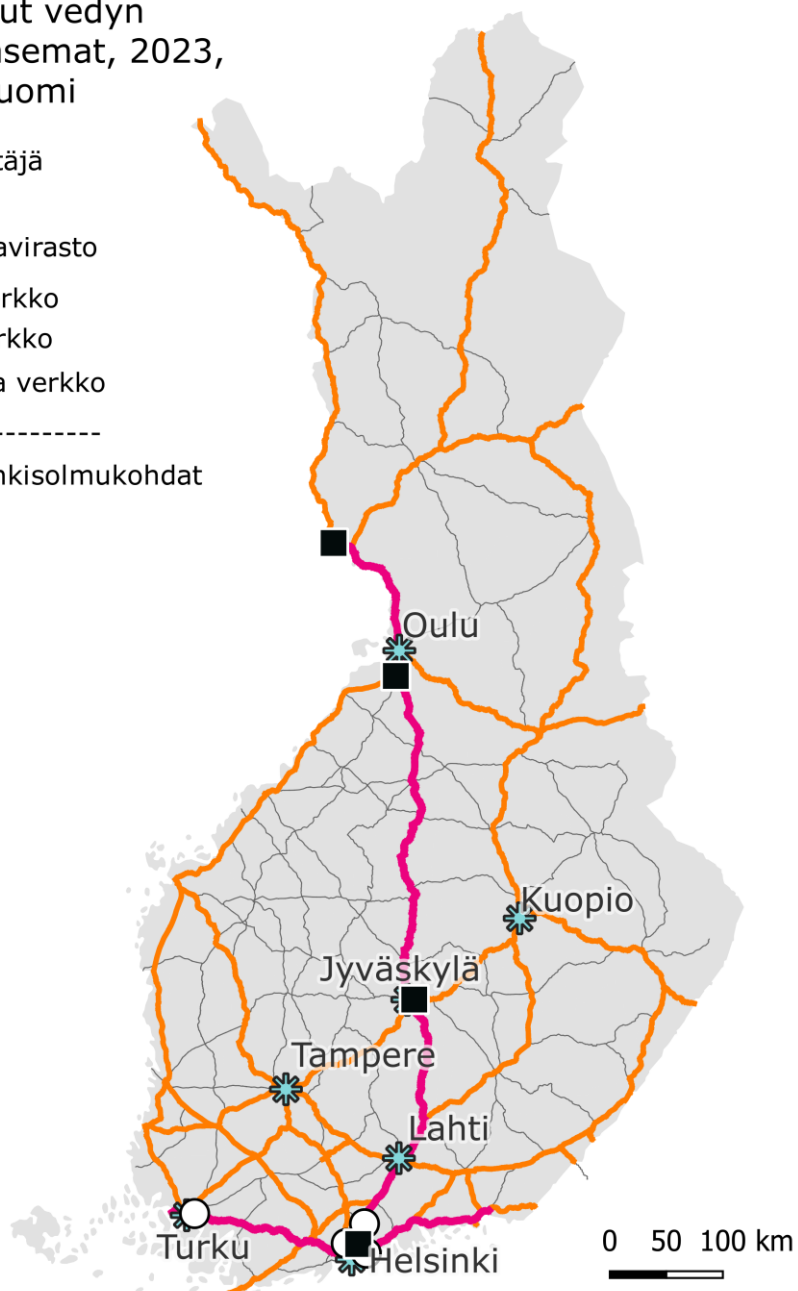 ut vedyn
semat, 2023,
uomi
täjä
avirasto
rkko
rkko
a verkko
---------
nkisolmukohdat
Oulu
Kuopio
Jyväskylä
Tampere
Lahti
Turku
Helsinki
0 50 100 km